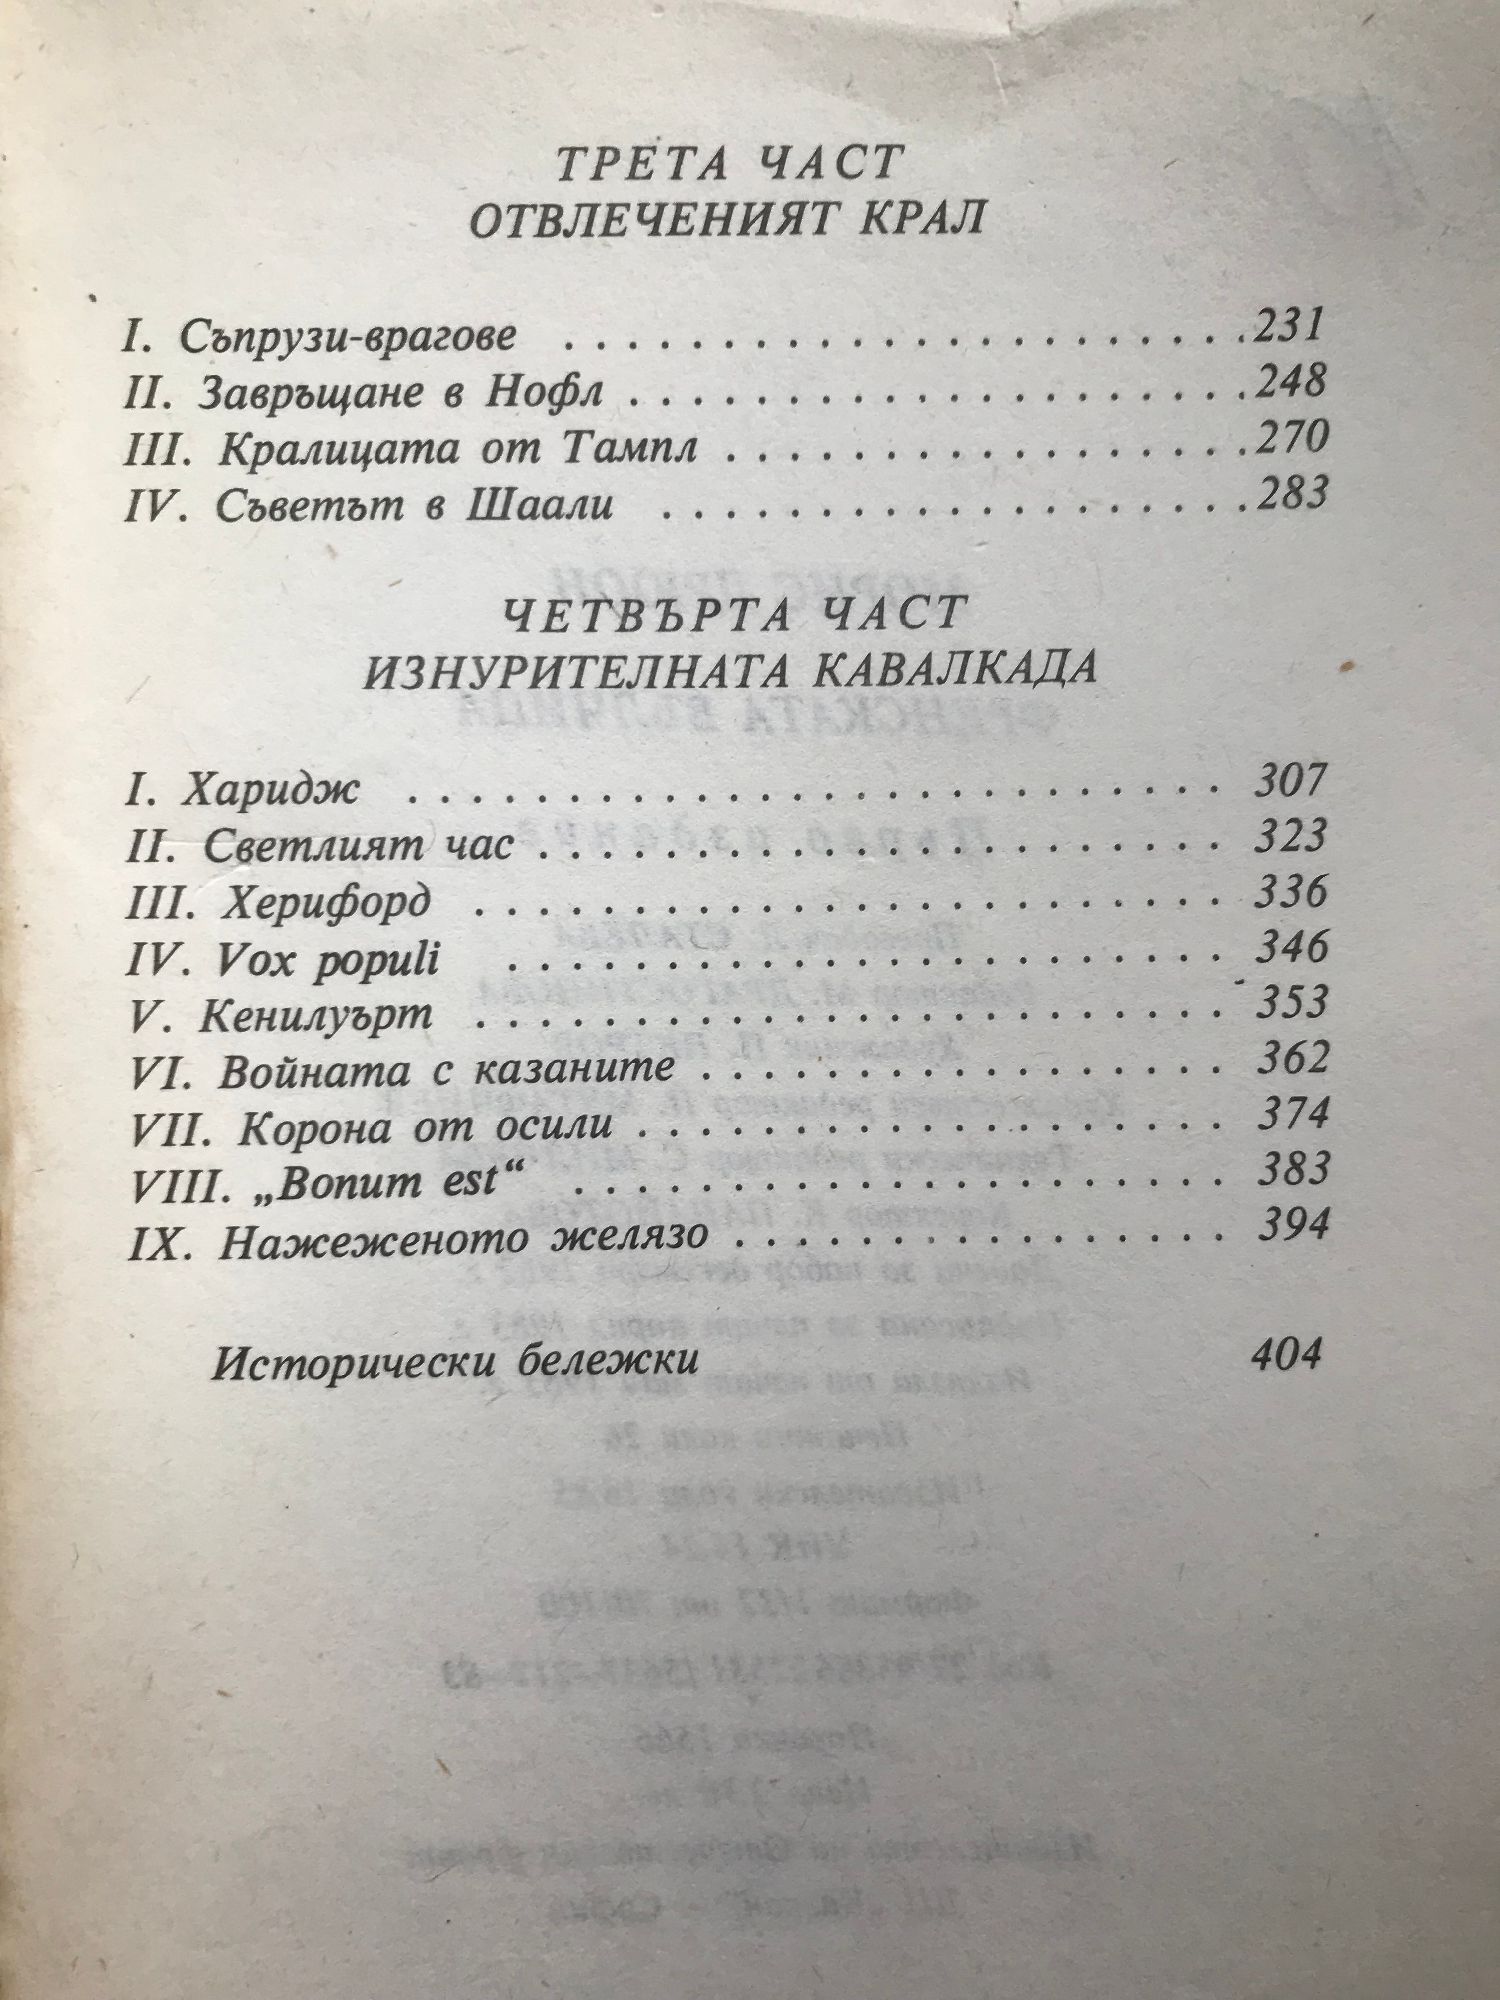 ТРЕТА ЧАСТ
ОТВЛЕЧЕНИЯТ КРАЛ
I. Съпрузи-врагове . . . . . . . . . . . . . . . . . . . . . . 231
II. Завръщане в Нофл . . . . . . . . . . . . . . . . . . . . 248
III. Кралицата от Тампл . . . . . . . . . . . . . . . . . 270
IV. Съветът в Шаали . . . . . . . . . . . . . . . . . . . 283
ЧЕТВЪРТА ЧАСТ
ИЗНУРИТЕЛНАТА КАВАЛКАДА
I. Харидж . . . . . . . . . . . . . . . . . . . . . . . . . . 307
II. Светлият час . . . . . . . . . . . . . . . . . . . . . . 323
III. Херифорд . . . . . . . . . . . . . . . . . . . . . . . . 336
IV. Vox populi . . . . . . . . . . . . . . . . . . . . . . . 346
V. Кенилуърт . . . . . . . . . . . . . . . . . . . . . . . . 353
VI. Войната с казаните . . . . . . . . . . . . . . . . . 362
VII. Корона от осили . . . . . . . . . . . . . . . . . . . 374
VIII. „Bonum est“ . . . . . . . . . . . . . . . . . . . . . 383
IX. Нажеженото желязо . . . . . . . . . . . . . . . . 394
Исторически бележки 404